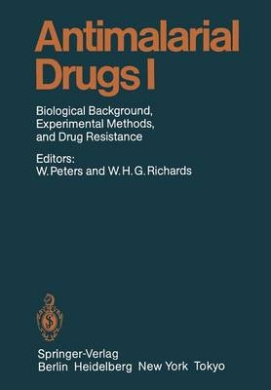 Antimalarial
Drugs I
Biological Background,
Experimental Methods,
and Drug Resistance
Editors:
W. Peters and W. H. G. Richards
Springer-Verlag
Berlin Heidelberg New York Tokyo